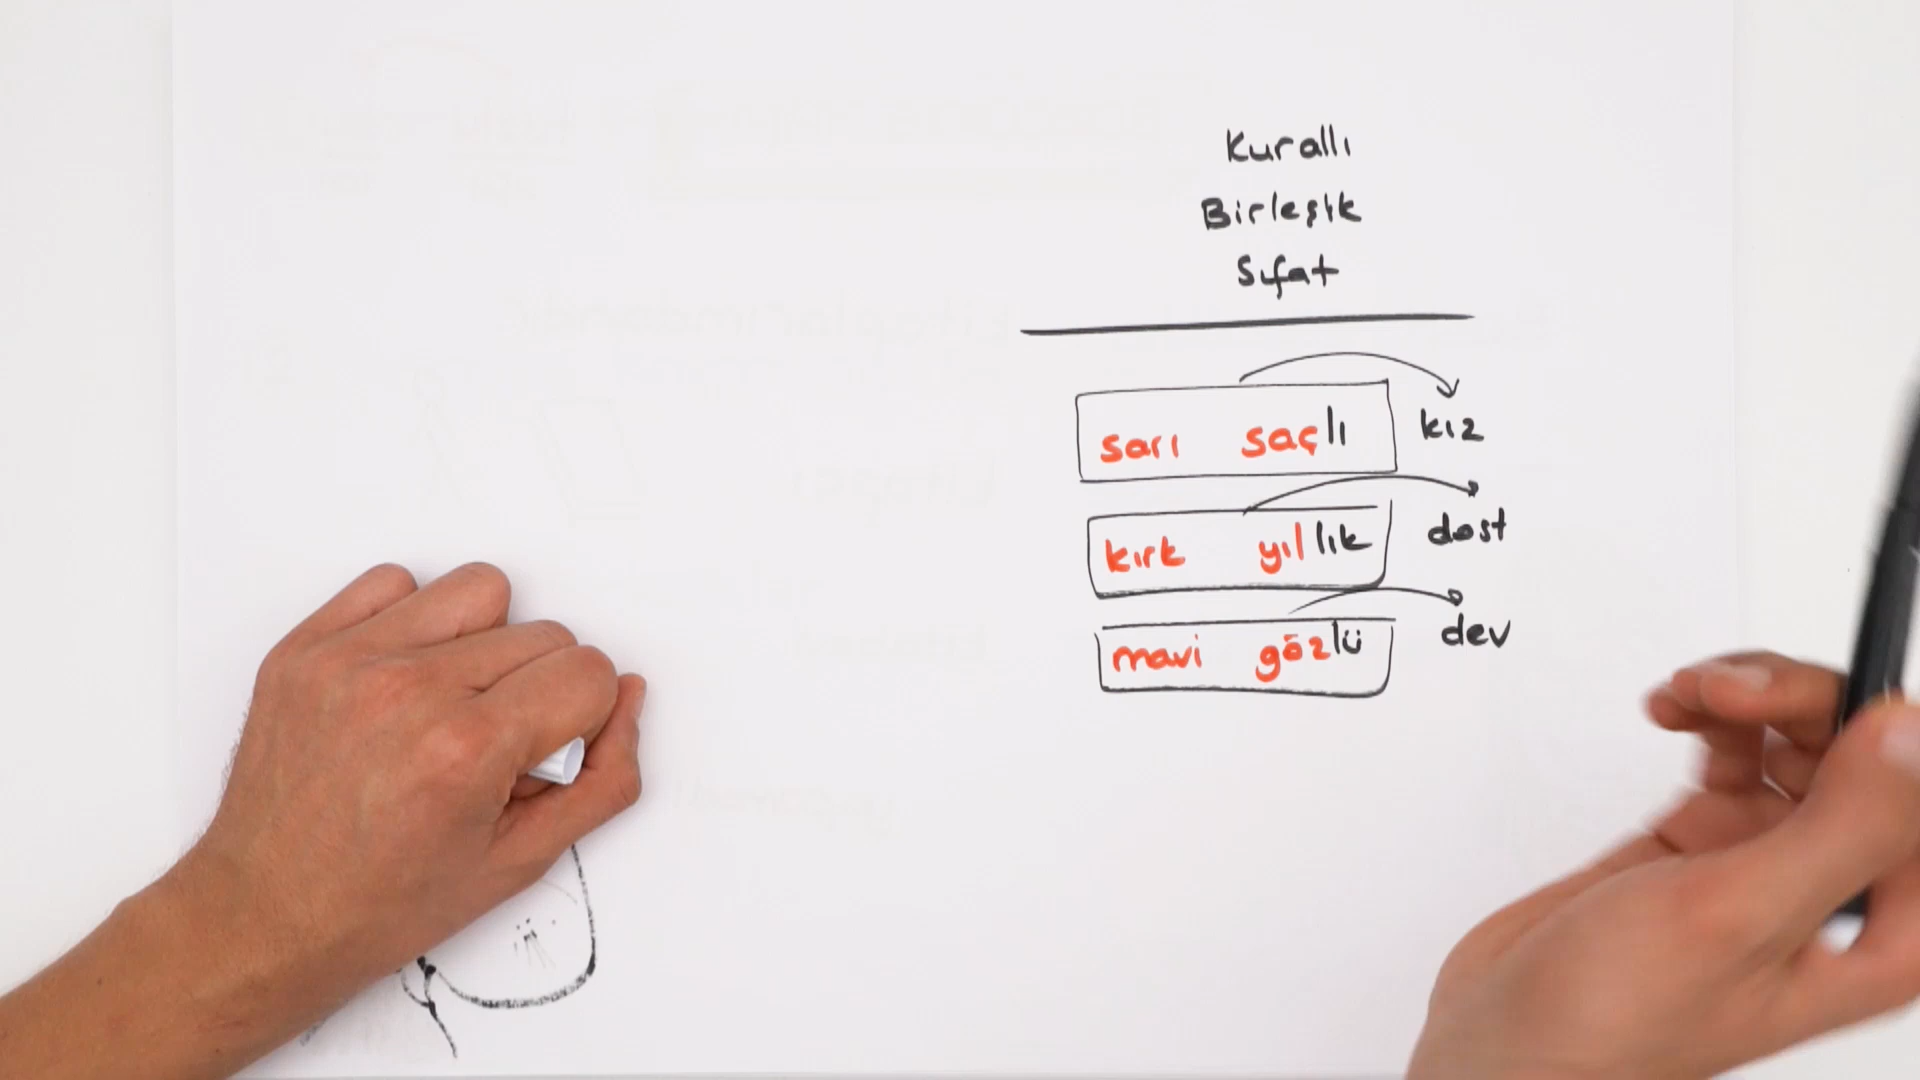 Kurallı
Birleşik
Sıfat
sarı saçlı kız
kırk yıllık dost
mavi gözlü dev